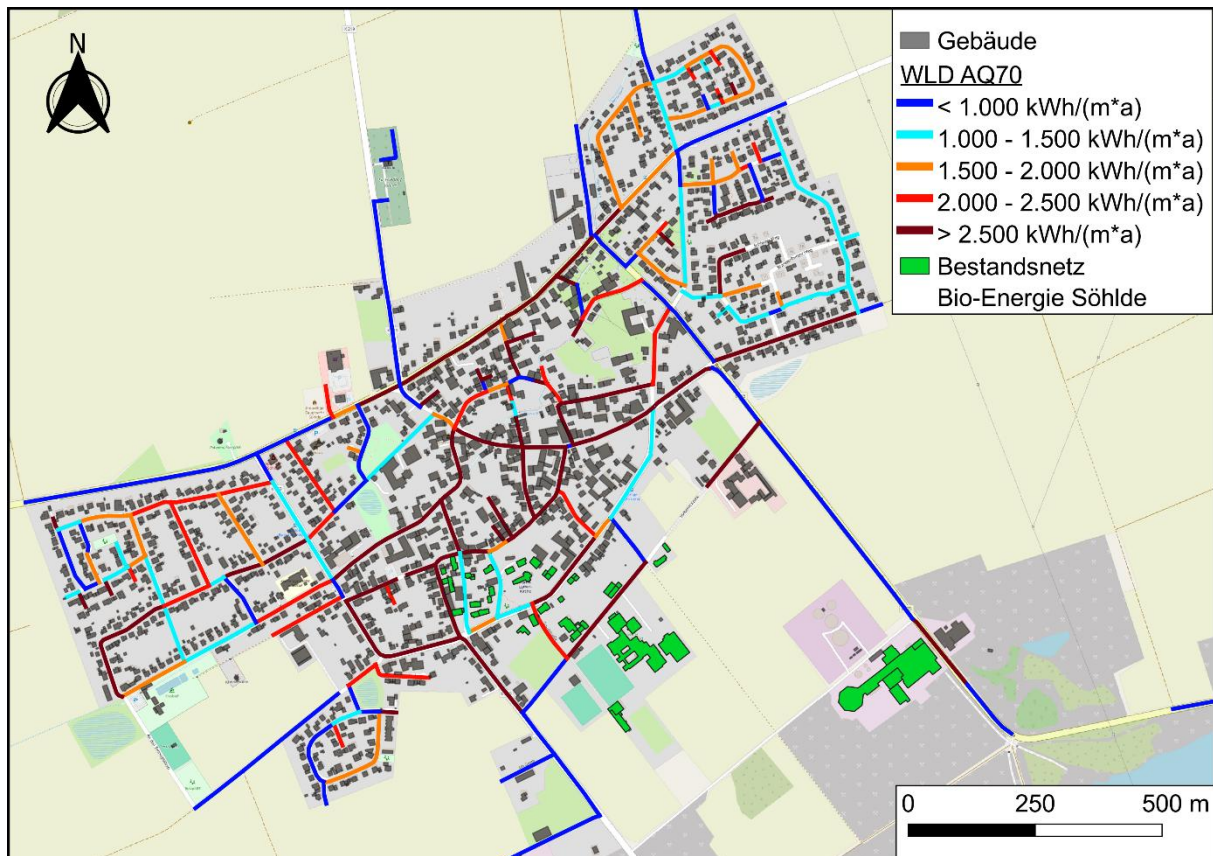 N
Gebäude
WLD AQ70
< 1.000 kWh/(m*a)
1.000 - 1.500 kWh/(m*a)
1.500 - 2.000 kWh/(m*a)
2.000 - 2.500 kWh/(m*a)
> 2.500 kWh/(m*a)
Bestandsnetz
Bio-Energie Söhlde
0 250 500 m